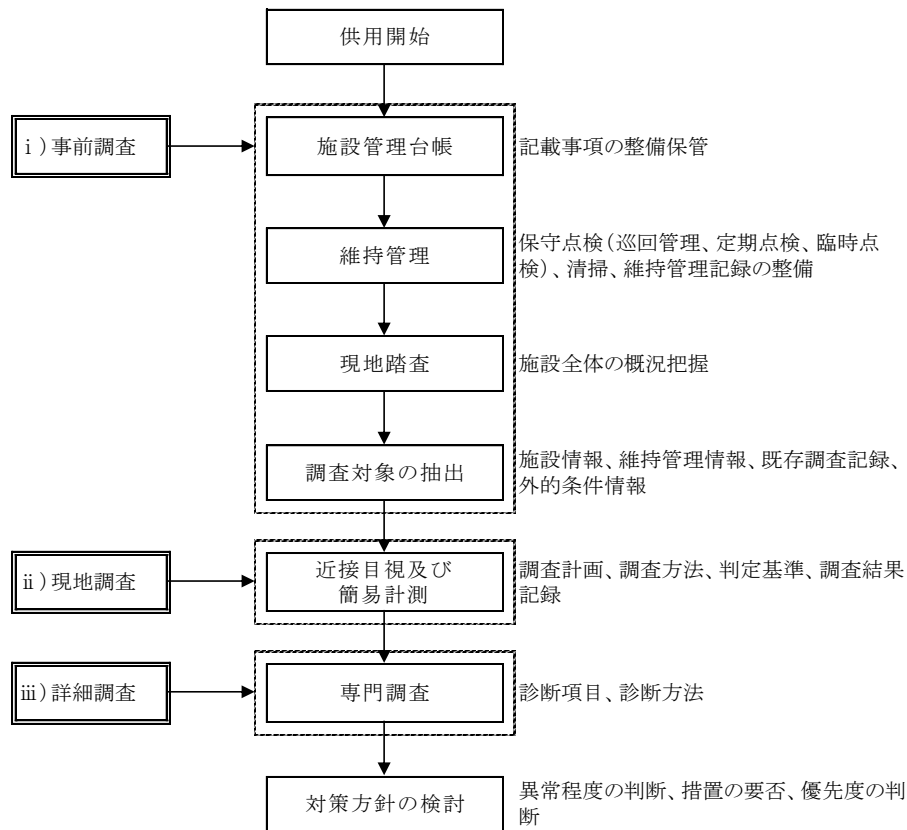 供用開始
ⅰ)事前調査
施設管理台帳
記載事項の整備保管
維持管理
保守点検(巡回管理、定期点検、臨時点
検)、清掃、維持管理記録の整備
現地踏査
施設全体の概況把握
調査対象の抽出
施設情報、維持管理情報、既存調査記録、
外的条件情報
ⅱ)現地調査
近接目視及び
簡易計測
調査計画、調査方法、判定基準、調査結果
記録
ⅲ)詳細調査
専門調査
診断項目、診断方法
対策方針の検討
異常程度の判断、措置の要否、優先度の判
断